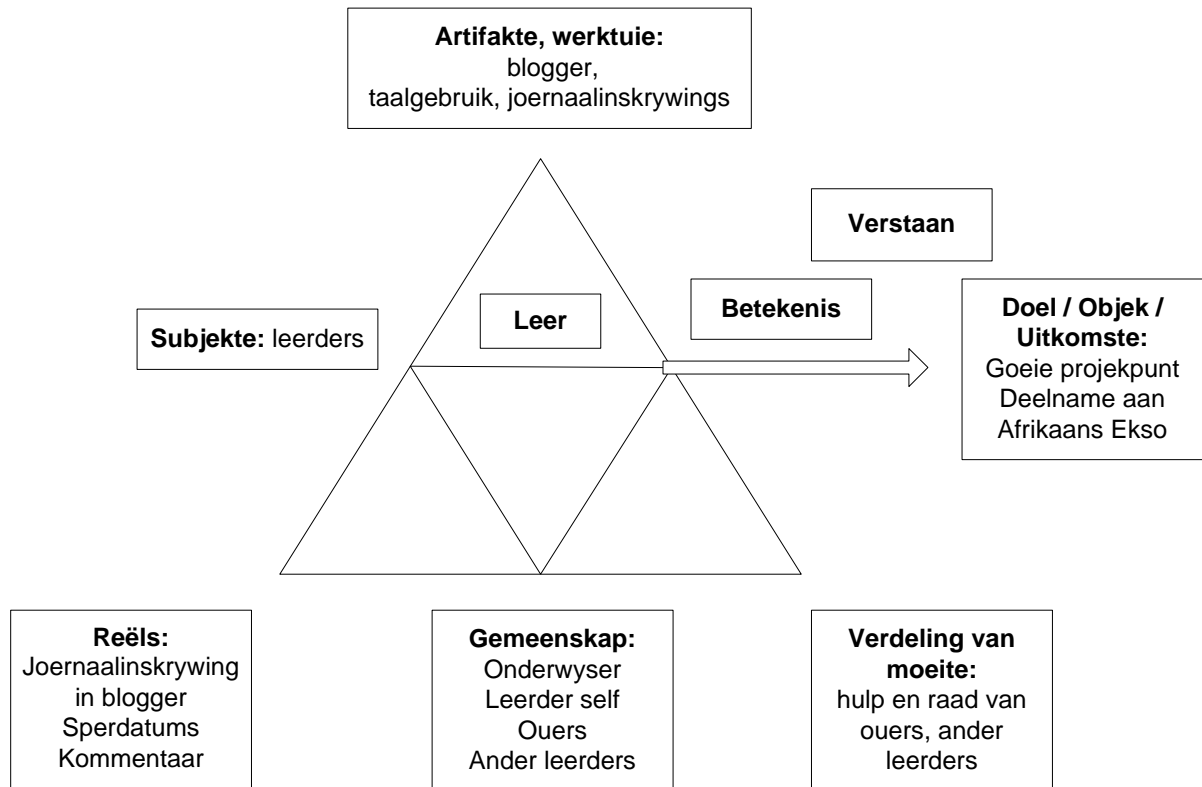 Artifakte, werktuie:
blogger,
taalgebruik, joernaalinskrywings
Verstaan
Subjekte: leerders
Leer
Betekenis
Doel / Objek /
Uitkomste:
Goeie projekpunt
Deelname aan
Afrikaans Ekso
Reëls:
Joernaalinskrywing
in blogger
Sperdatums
Kommentaar
Gemeenskap:
Onderwyser
Leerder self
Ouers
Ander leerders
Verdeling van
moeite:
hulp en raad van
ouers, ander
leerders